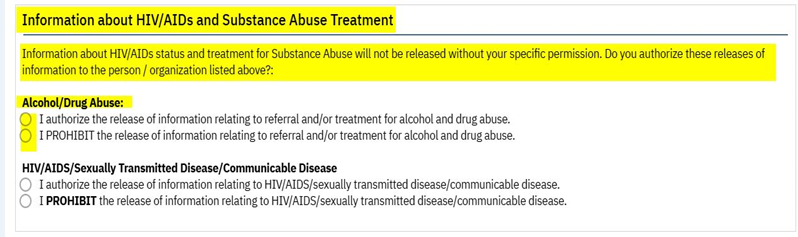 Information about HIV/AIDs and Substance Abuse Treatment
Information about HIV/AIDs status and treatment for Substance Abuse will not be released without your specific permission. Do you authorize these releases of
information to the person / organization listed above?:
Alcohol/Drug Abuse:
I authorize the release of information relating to referral and/or treatment for alcohol and drug abuse.
I PROHIBIT the release of information relating to referral and/or treatment for alcohol and drug abuse.
HIV/AIDS/Sexually Transmitted Disease/Communicable Disease
I authorize the release of information relating to HIV/AIDS/sexually transmitted disease/communicable disease.
I PROHIBIT the release of information relating to HIV/AIDS/sexually transmitted disease/communicable disease.